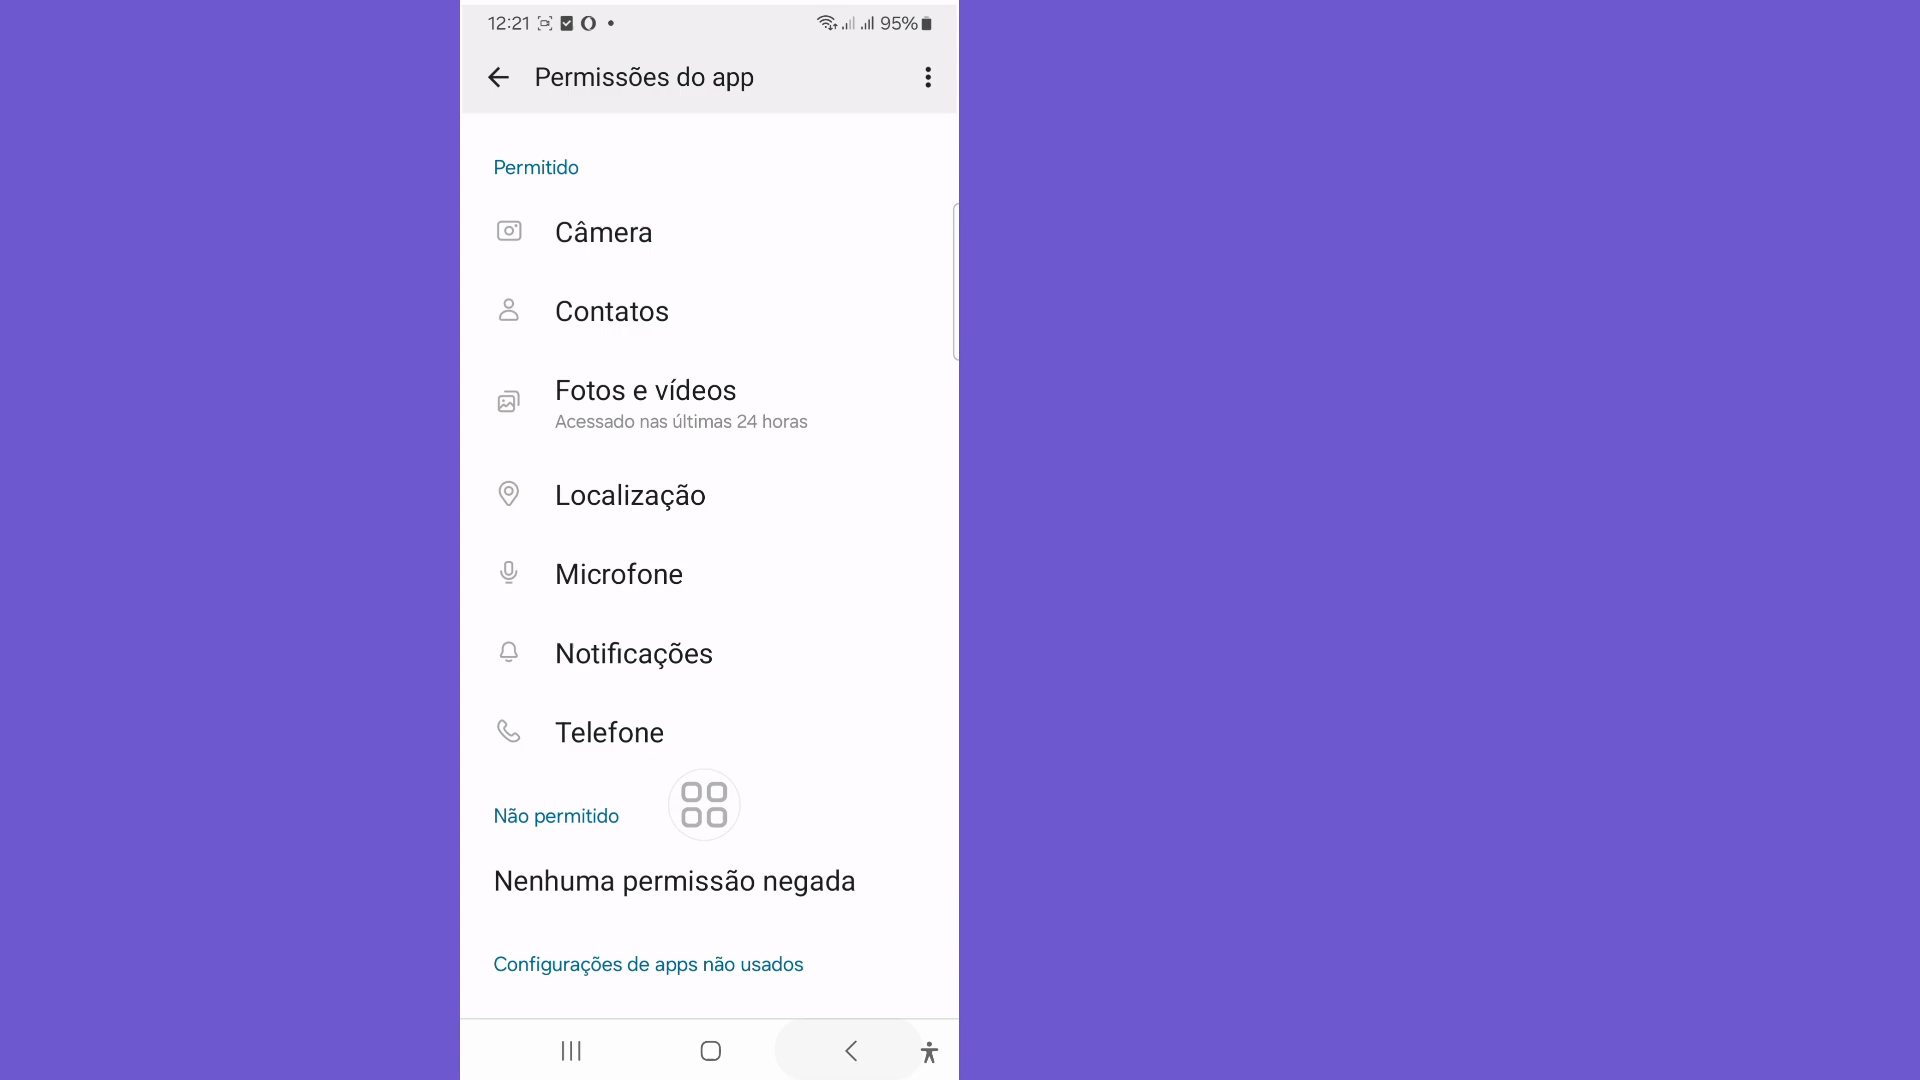 12:21
95%
Permissões do app
Permitido
Câmera
Contatos
Fotos e vídeos
Acessado nas últimas 24 horas
Localização
Microfone
Notificações
Telefone
Não permitido
Nenhuma permissão negada
Configurações de apps não usados